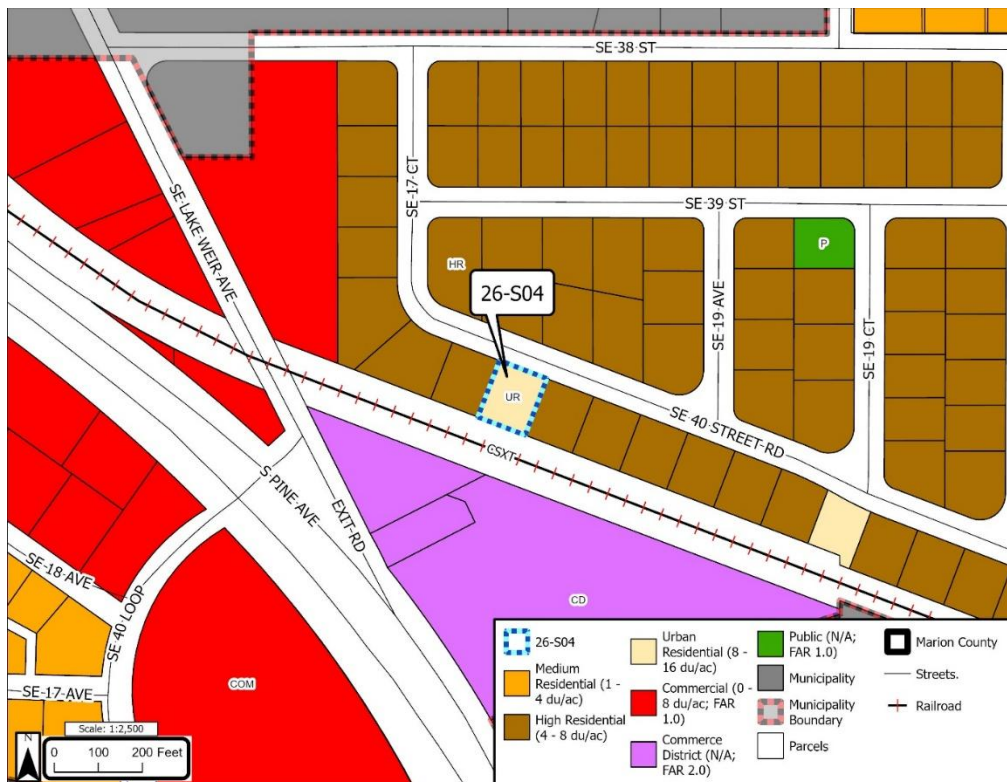 SE 38 ST
SE 17 CT
SE LAKE WEIR AVE
SE 39 ST
P
HR
26-S04
SE 19 AVE
SE 19 CT
UR
SE 40 STREET RD
CSXT
S PINE AVE
EXIT RD
SE 18 AVE
SE 40 LOOP
CD
COM
SE 17 AVE
Scale: 1:2,500
N
0 100 200 Feet
26-S04
Medium
Residential (1 -
4 du/ac)
High Residential
(4 - 8 du/ac)
Urban
Residential (8 -
16 du/ac)
Commercial (0 -
8 du/ac; FAR
1.0)
Commerce
District (N/A;
FAR 2.0)
Public (N/A;
FAR 1.0)
Municipality
Municipality
Boundary
Parcels
Marion County
Streets.
Railroad